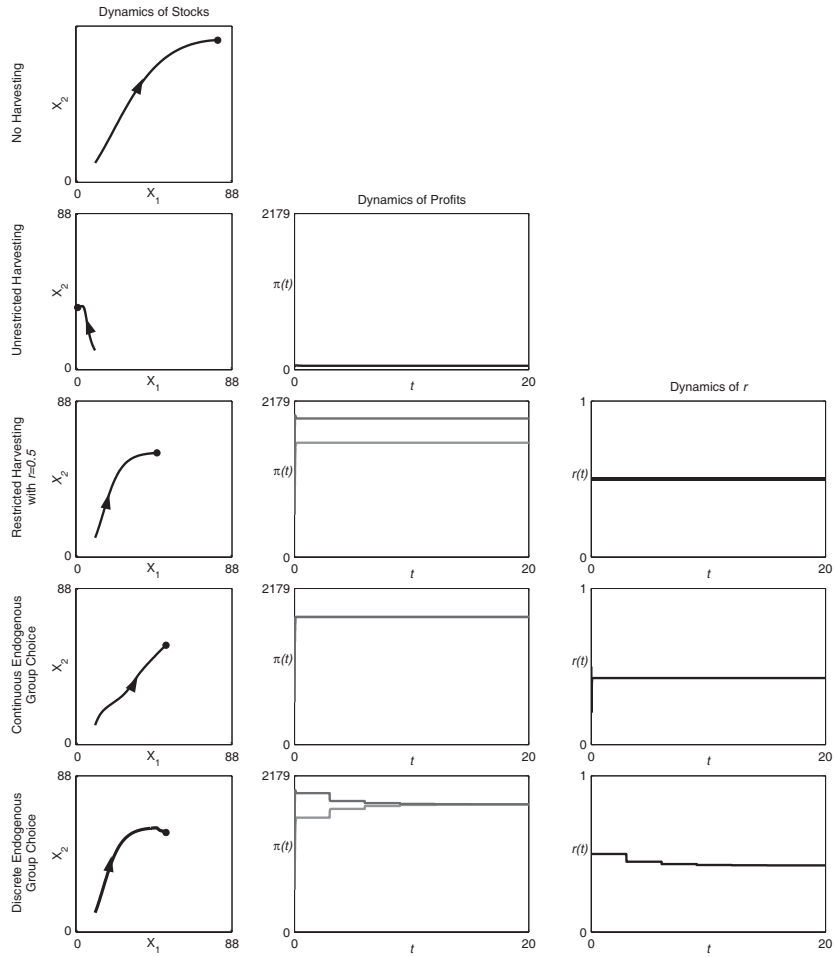 Dynamics of Stocks
No Harvesting
X2
0
0
X1
88
Dynamics of Profits
Unrestricted Harvesting
88
X2
0
0
X1
88
2179
π(t)
0
0
t
20
Dynamics of r
Restricted Harvesting
with r=0.5
88
X2
0
0
X1
88
2179
π(t)
0
0
t
20
1
r(t)
0
0
t
20
Continuous Endogenous
Group Choice
88
X2
0
0
X1
88
2179
π(t)
0
0
t
20
1
r(t)
0
0
t
20
Discrete Endogenous
Group Choice
88
X2
0
0
X1
88
2179
π(t)
0
0
t
20
1
r(t)
0
0
t
20